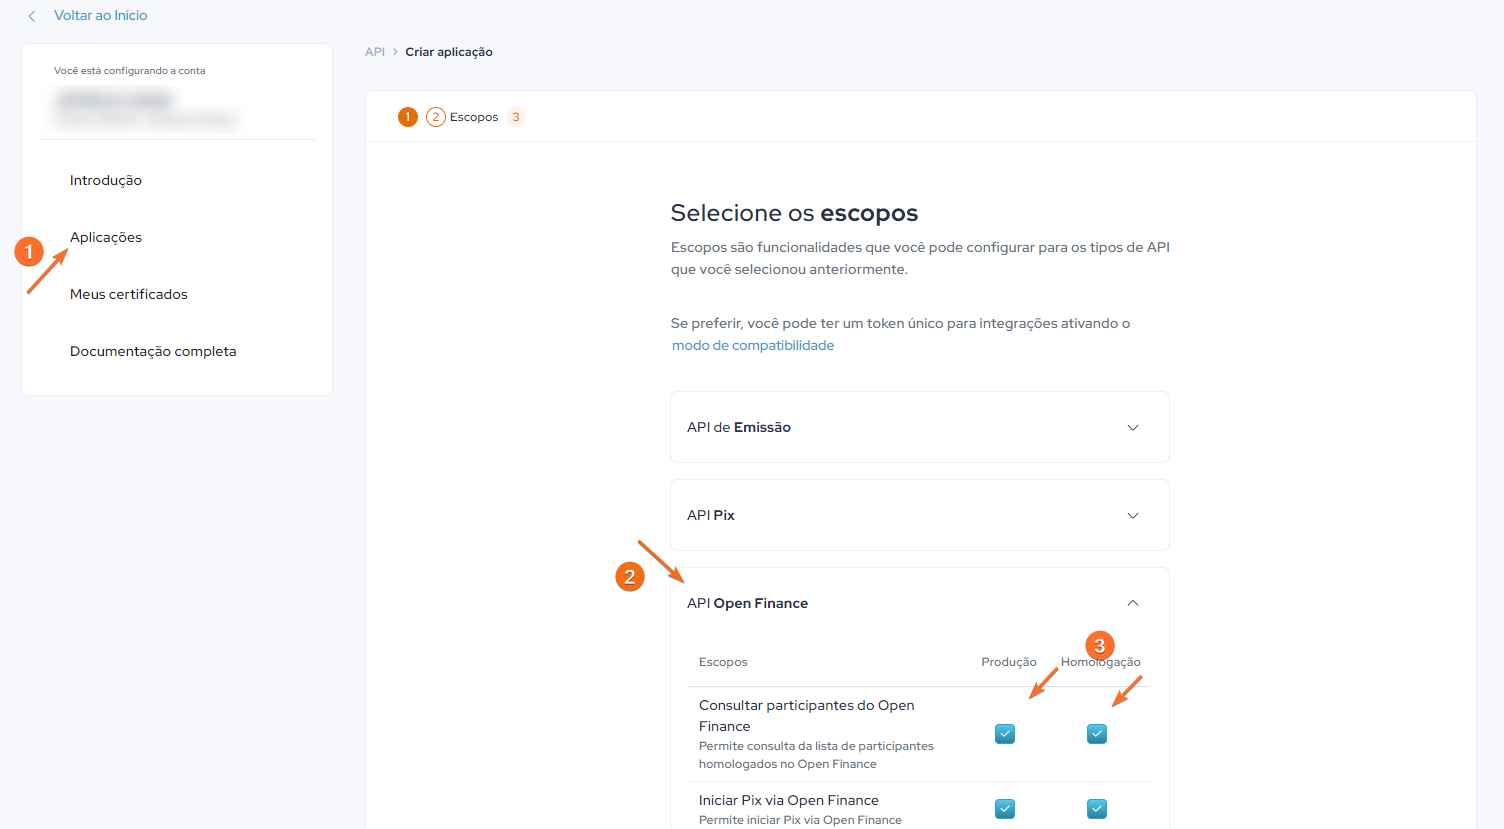 Voltar ao Início
Você está configurando a conta
Introdução
Aplicações
1
Meus certificados
Documentação completa
API > Criar aplicação
1 2 Escopos 3
Selecione os escopos
Escopos são funcionalidades que você pode configurar para os tipos de API
que você selecionou anteriormente.
Se preferir, você pode ter um token único para integrações ativando o
modo de compatibilidade
API de Emissão
API Pix
2
API Open Finance
3
Escopos Produção Homologação
Consultar participantes do Open
Finance
Permite consulta da lista de participantes
homologados no Open Finance
Iniciar Pix via Open Finance
Permite iniciar Pix via Open Finance